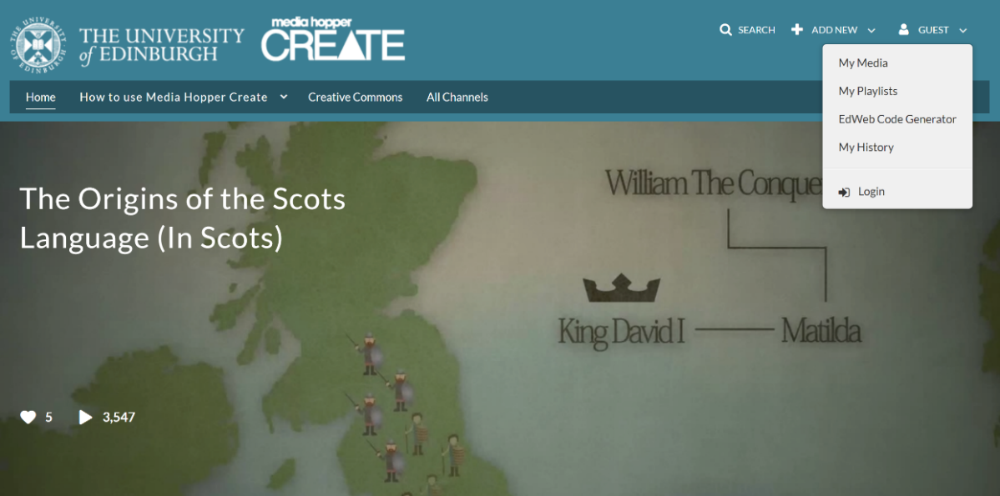 THE UNIVERSITY
of EDINBURGH
media hopper
CREATE
SEARCH
ADD NEW
GUEST
My Media
My Playlists
EdWeb Code Generator
My History
Login
Home
How to use Media Hopper Create
Creative Commons
All Channels
The Origins of the Scots
Language (In Scots)
William The Conque
King David I
Matilda
5
3,547